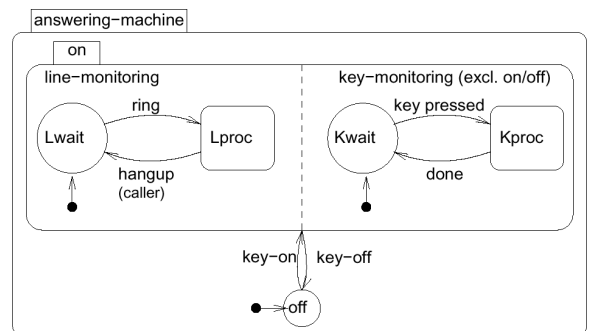 answering−machine
on
line−monitoring
key−monitoring (excl. on/off)
ring
key pressed
Lwait
Lproc
Kwait
Kproc
hangup
(caller)
done
key−on
key−off
off